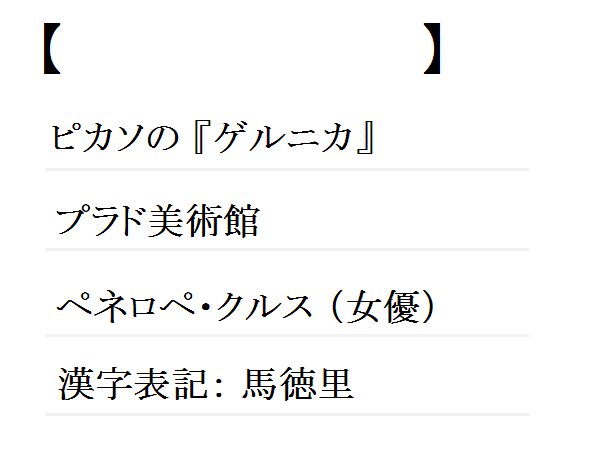 【 】
ピカソの『ゲルニカ』
プラド美術館
ペネロペ・クルス（女優）
漢字表記：馬徳里